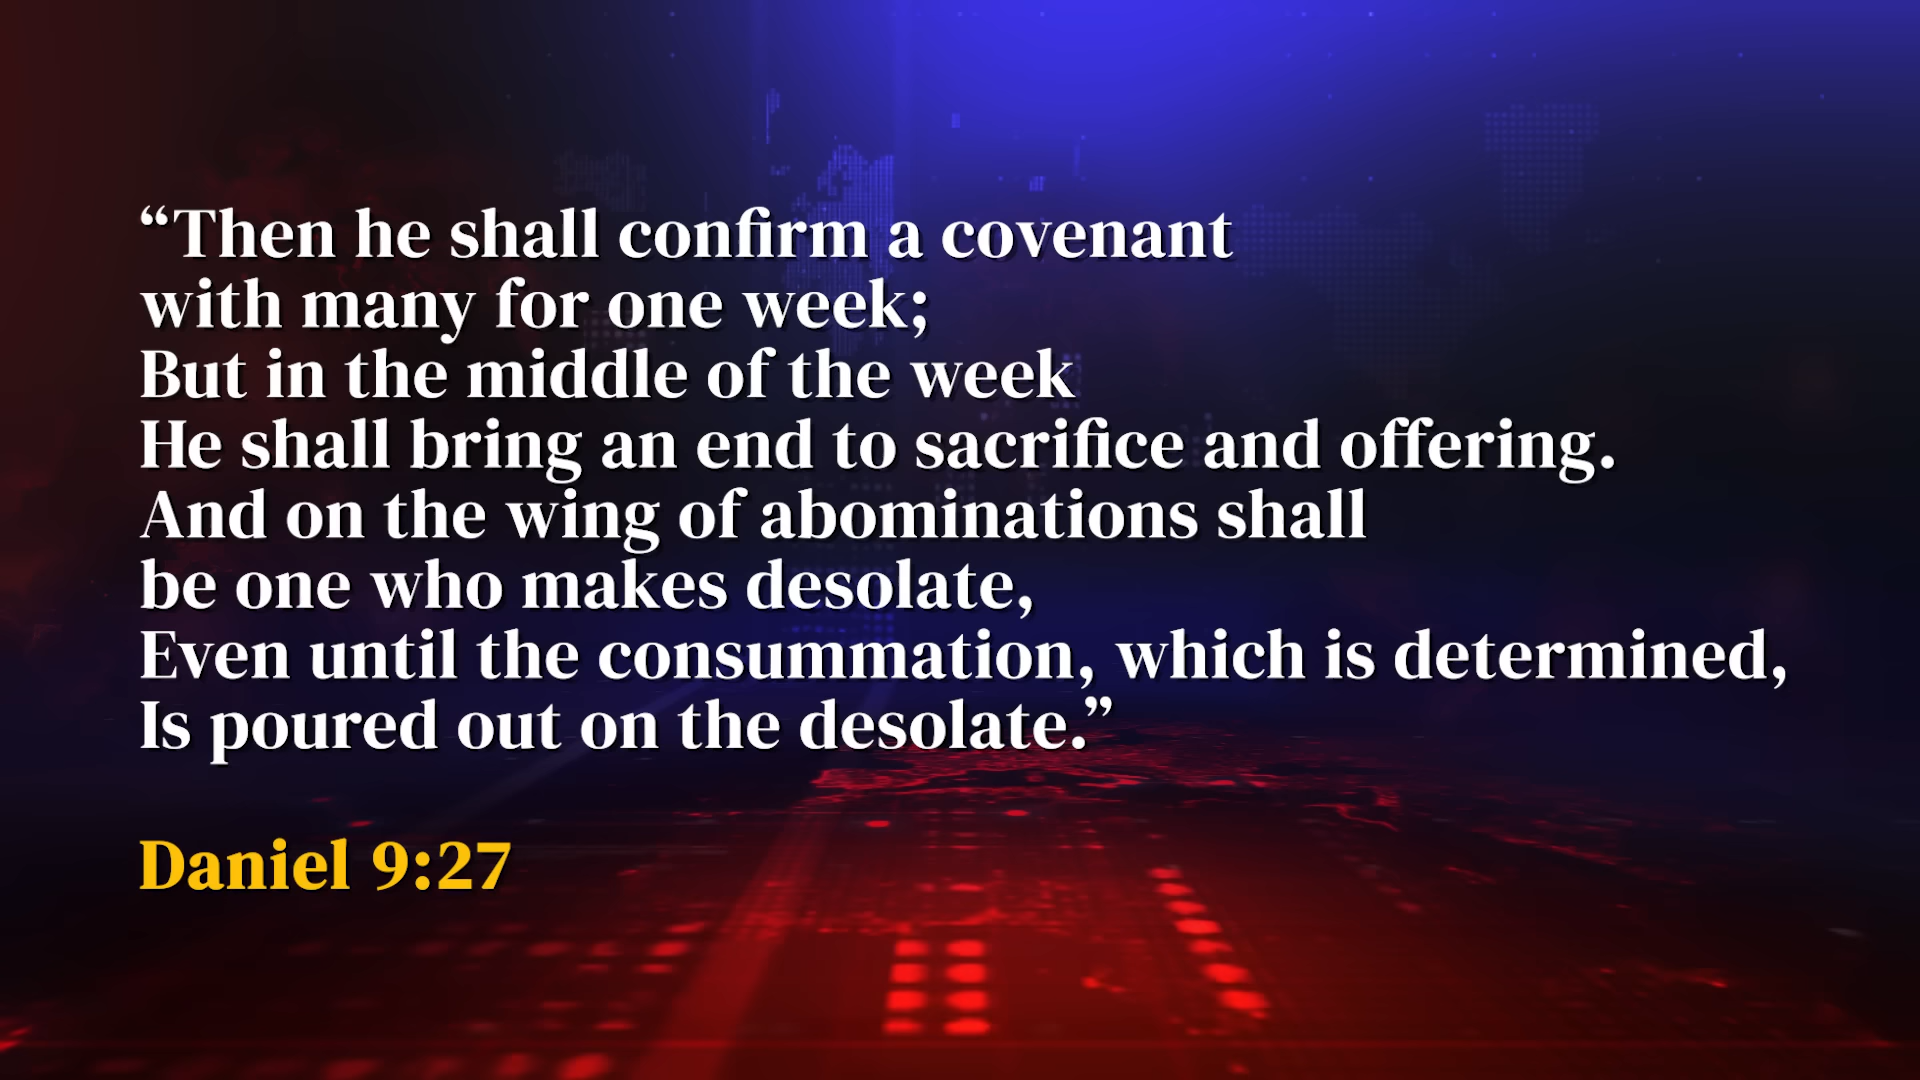 “Then he shall confirm a covenant
with many for one week;
But in the middle of the week
He shall bring an end to sacrifice and offering.
And on the wing of abominations shall
be one who makes desolate,
Even until the consummation, which is determined,
Is poured out on the desolate.”
Daniel 9:27